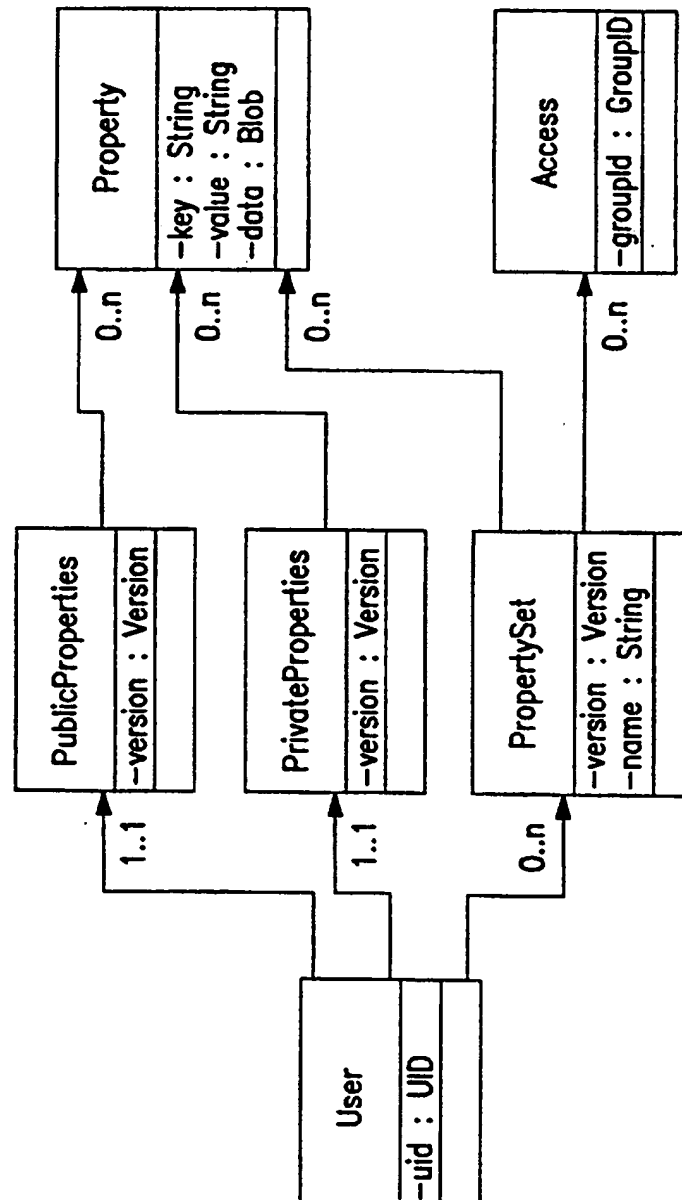 User
-uid : UID
1..1
1..1
0..n
PublicProperties
-version : Version
PrivateProperties
-version : Version
PropertySet
-version : Version
-name : String
0..n
0..n
0..n
0..n
Property
-key : String
-value : String
-data : Blob
Access
-groupId : GroupID